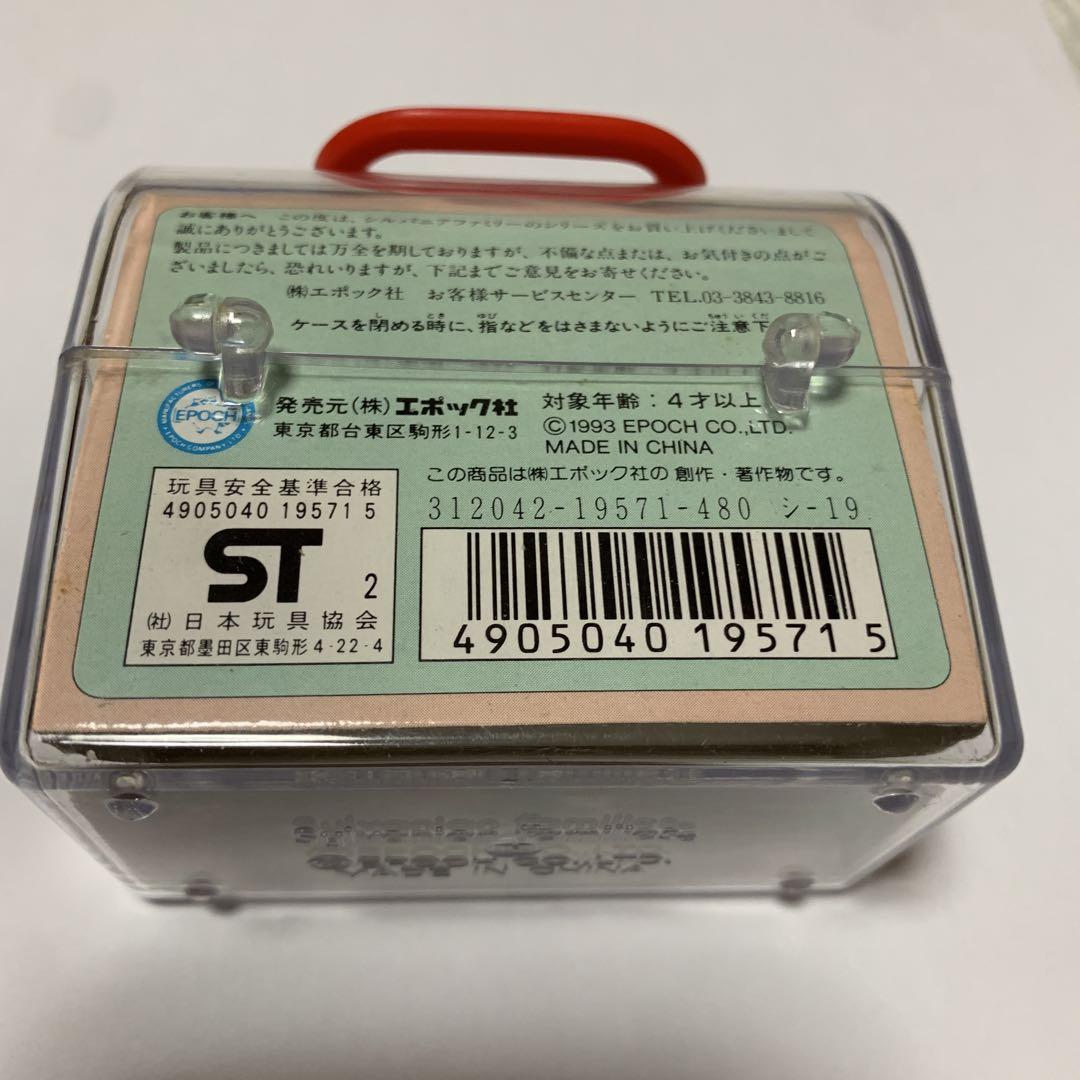 お客様へ この度は、シルバニアファミリーのシリーズをお買い上げくださいまして
誠にありがとうございます。
製品につきましては万全を期しておりますが、不備な点または、お気付きの点がご
ざいましたら、恐れいりますが、下記までご意見をお寄せください。
㈱エポック社 お客様サービスセンター TEL.03-3843-8816
ケースを閉める時に、指などをはさまないようにご注意下
EPOCH
EPOCH COMPANY LTD.
発売元(株)エポック社 対象年齢:4才以上
東京都台東区駒形1-12-3 ©1993 EPOCH CO.,LTD.
MADE IN CHINA
この商品は㈱エポック社の 創作・著作物です。
312042-19571-480 シ-19
玩具安全基準合格
4905040 19571 5
ST 2
㈳日本玩具協会
東京都墨田区東駒形4-22-4
4905040 195715